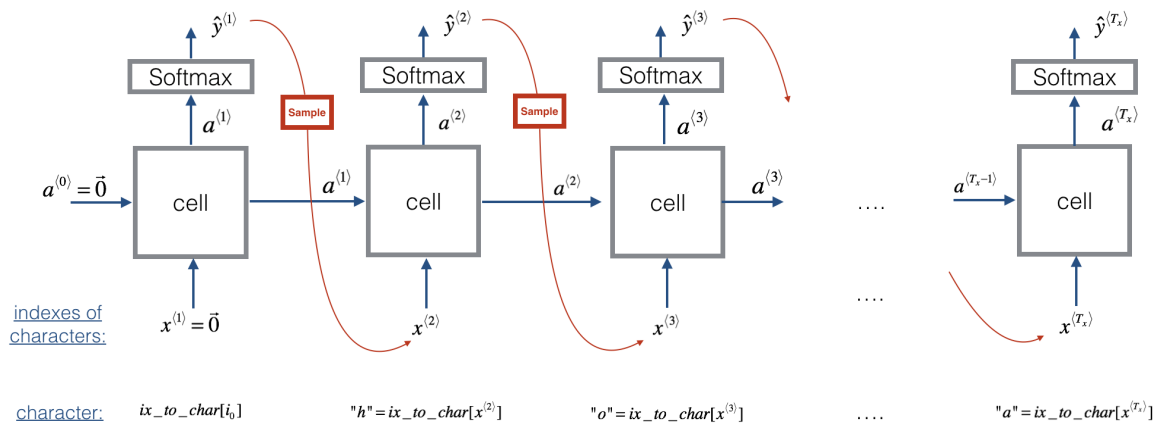 ŷ⟨1⟩ ŷ⟨2⟩ ŷ⟨3⟩ ŷ⟨Tₓ⟩
Softmax Softmax Softmax Softmax
Sample Sample
a⟨1⟩ a⟨2⟩ a⟨3⟩ a⟨Tₓ⟩
a⟨0⟩ = 0⃗ cell a⟨1⟩ cell a⟨2⟩ cell a⟨3⟩ .... a⟨Tₓ−1⟩ cell
indexes of
characters:
x⟨1⟩ = 0⃗ x⟨2⟩ x⟨3⟩ .... x⟨Tₓ⟩
character: ix_to_char[i₀] "h" = ix_to_char[x⟨2⟩] "o" = ix_to_char[x⟨3⟩] .... "a" = ix_to_char[x⟨Tₓ⟩]